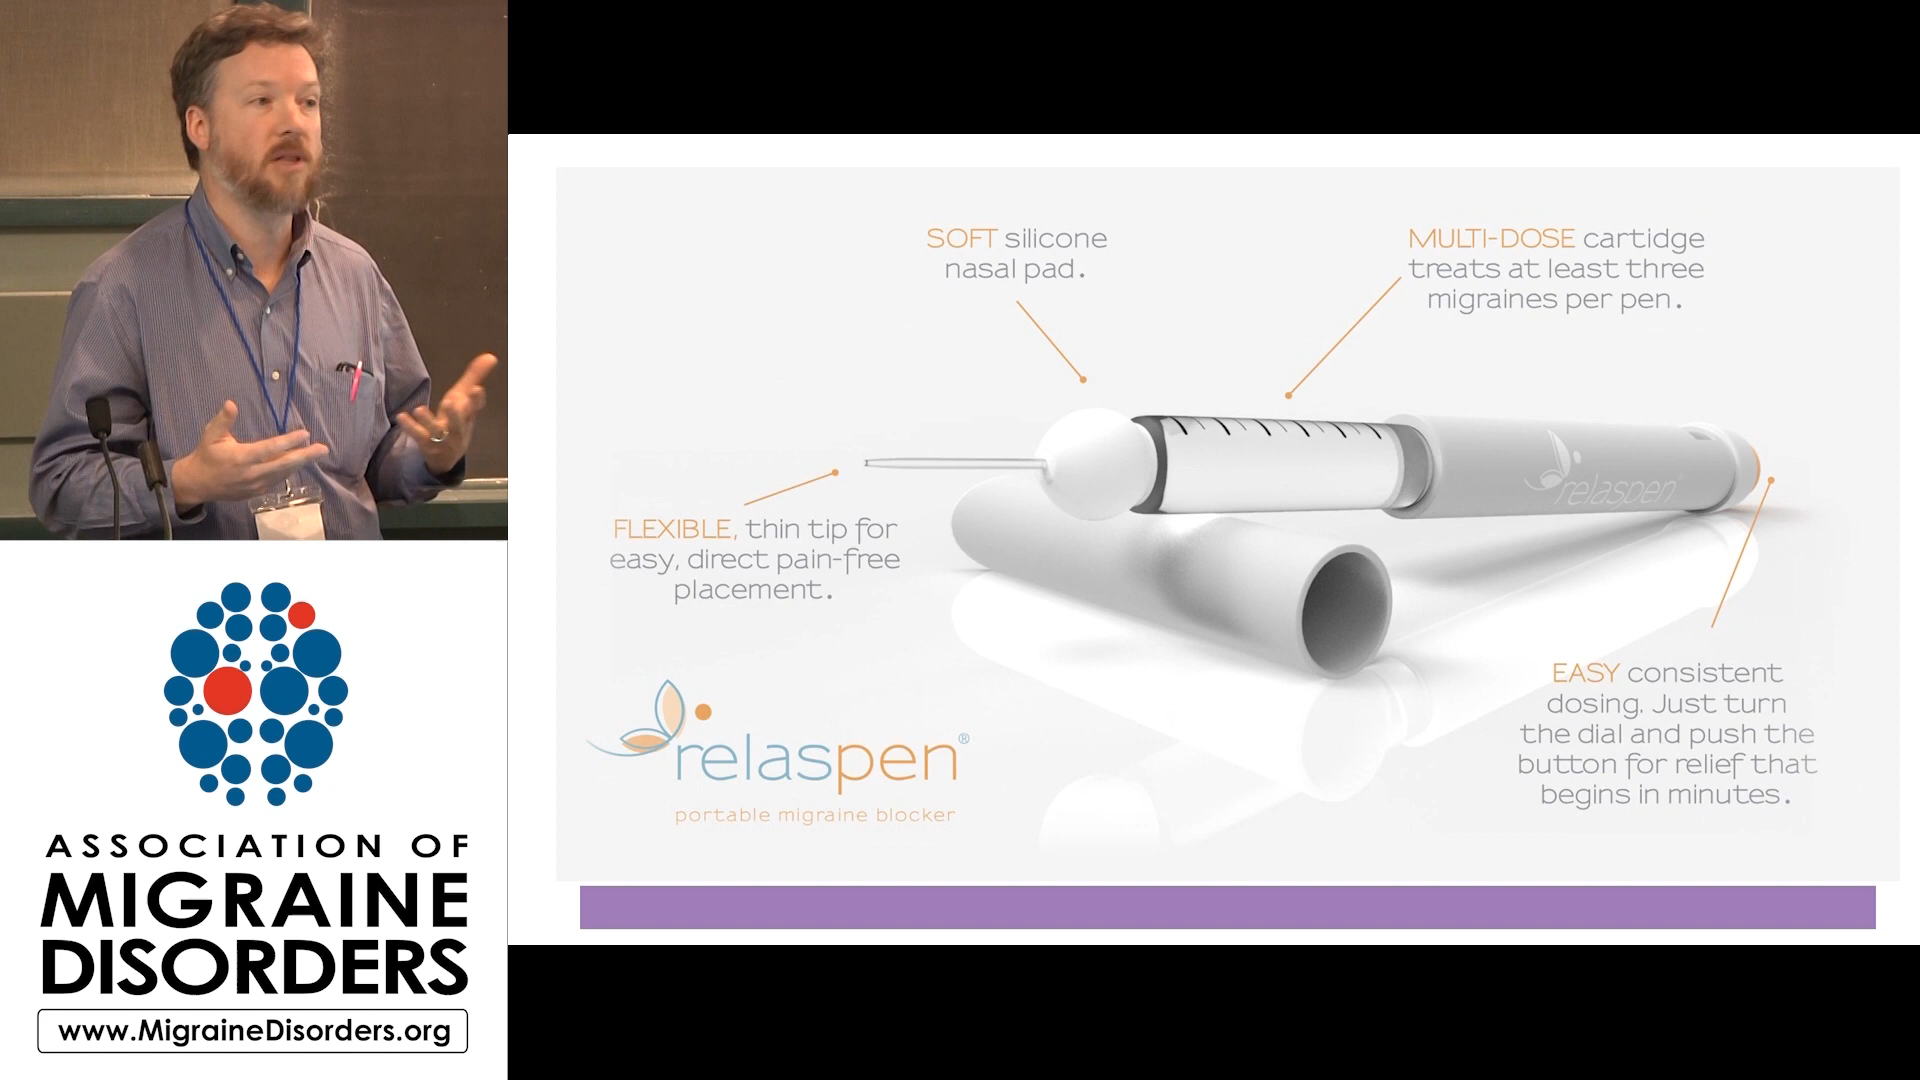 SOFT silicone
nasal pad.
MULTI-DOSE cartidge
treats at least three
migraines per pen.
FLEXIBLE, thin tip for
easy, direct pain-free
placement.
relaspen
relaspen®
portable migraine blocker
EASY consistent
dosing. Just turn
the dial and push the
button for relief that
begins in minutes.
ASSOCIATION OF
MIGRAINE
DISORDERS
www.MigraineDisorders.org